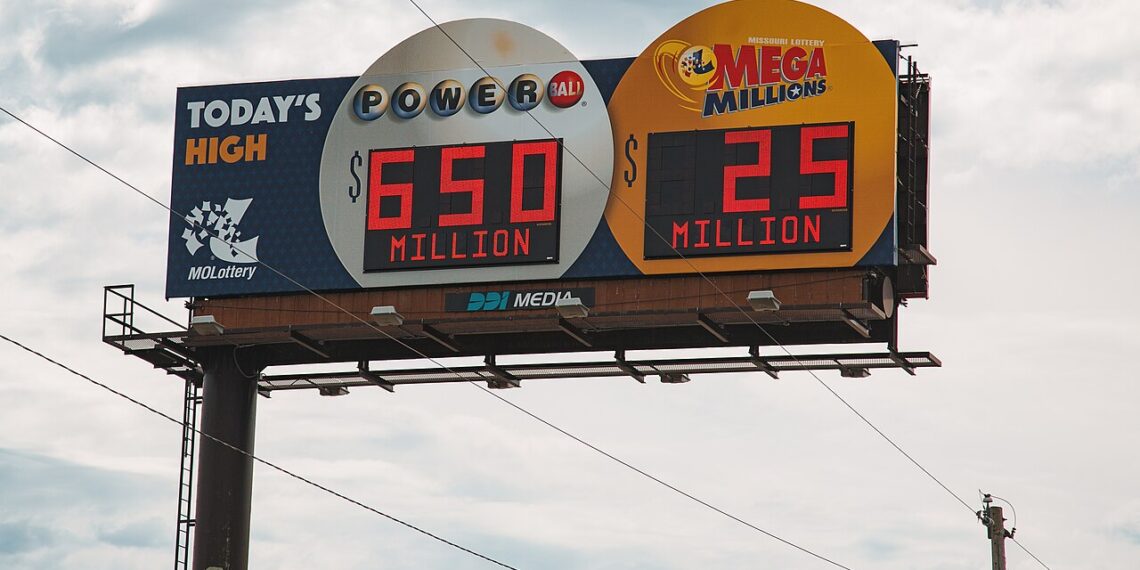 TODAY'S
HIGH
MOLottery
POWERBALL
$ 650
MILLION
MISSOURI LOTTERY
MEGA
MILLIONS
$ 25
MILLION
DDI MEDIA